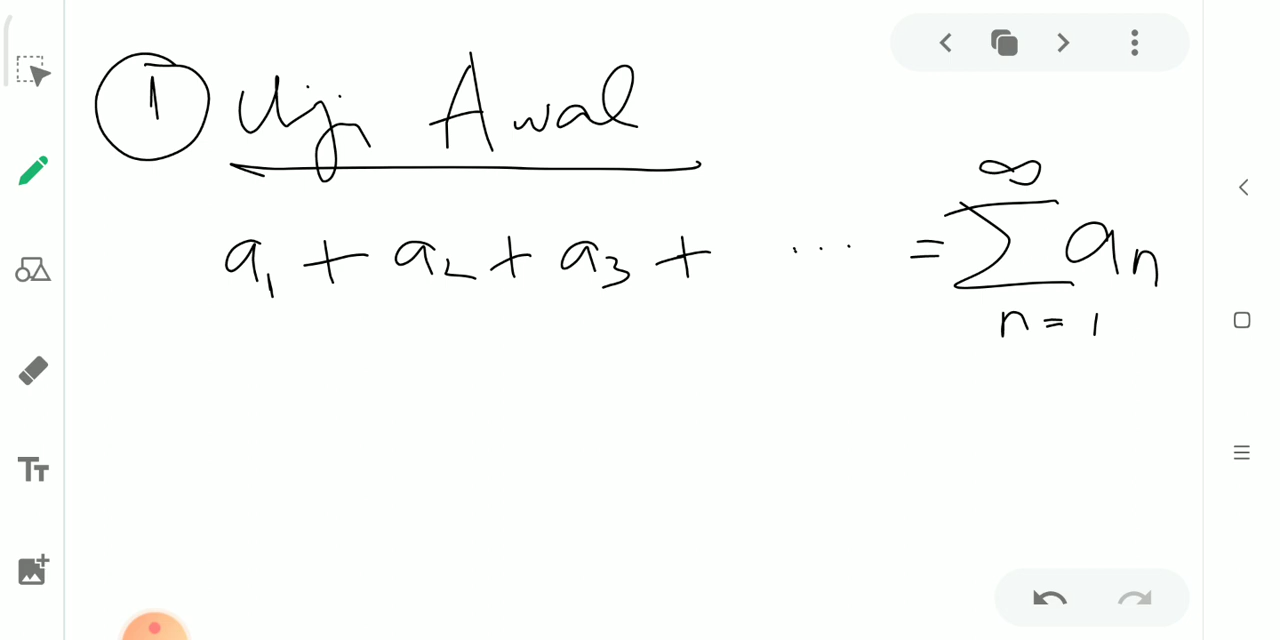 ① Uji Awal
a₁ + a₂ + a₃ + ... = ∑_{n=1}^{∞} aₙ